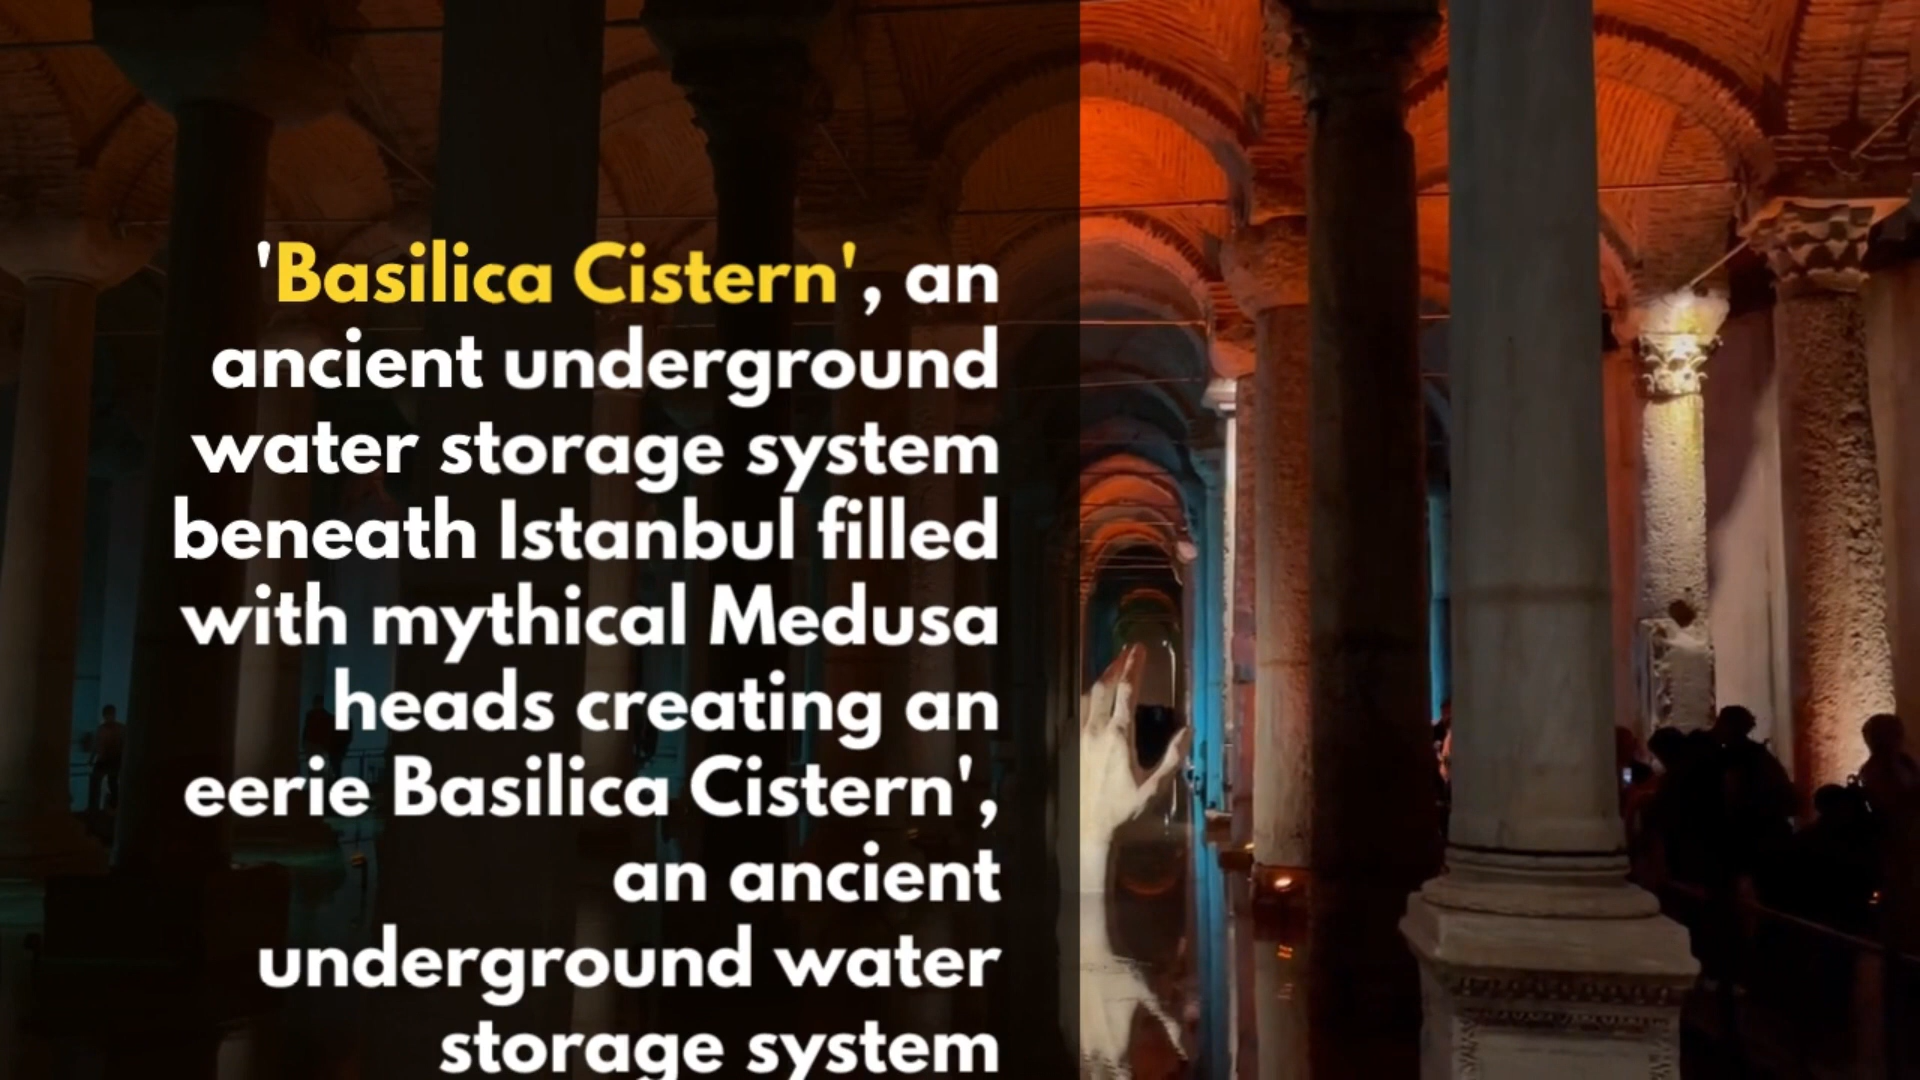 'Basilica Cistern', an
ancient underground
water storage system
beneath Istanbul filled
with mythical Medusa
heads creating an
eerie Basilica Cistern',
an ancient
underground water
storage system